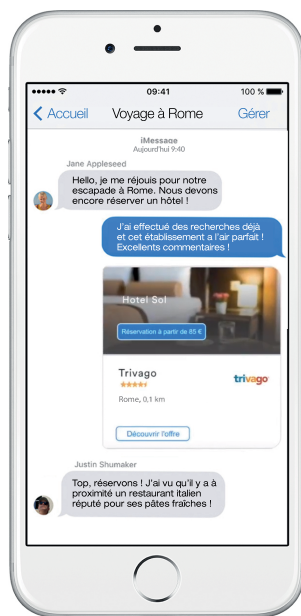 09:41
100 %
Accueil
Voyage à Rome
Gérer
iMessage
Aujourd'hui 9:40
Jane Appleseed
Hello, je me réjouis pour notre
escapade à Rome. Nous devons
encore réserver un hôtel !
J'ai effectué des recherches déjà
et cet établissement a l'air parfait !
Excellents commentaires !
Hotel Sol
Réservation à partir de 85 €
Trivago
trivago
Rome, 0,1 km
Découvrir l'offre
Justin Shumaker
Top, réservons ! J'ai vu qu'il y a à
proximité un restaurant italien
réputé pour ses pâtes fraîches !